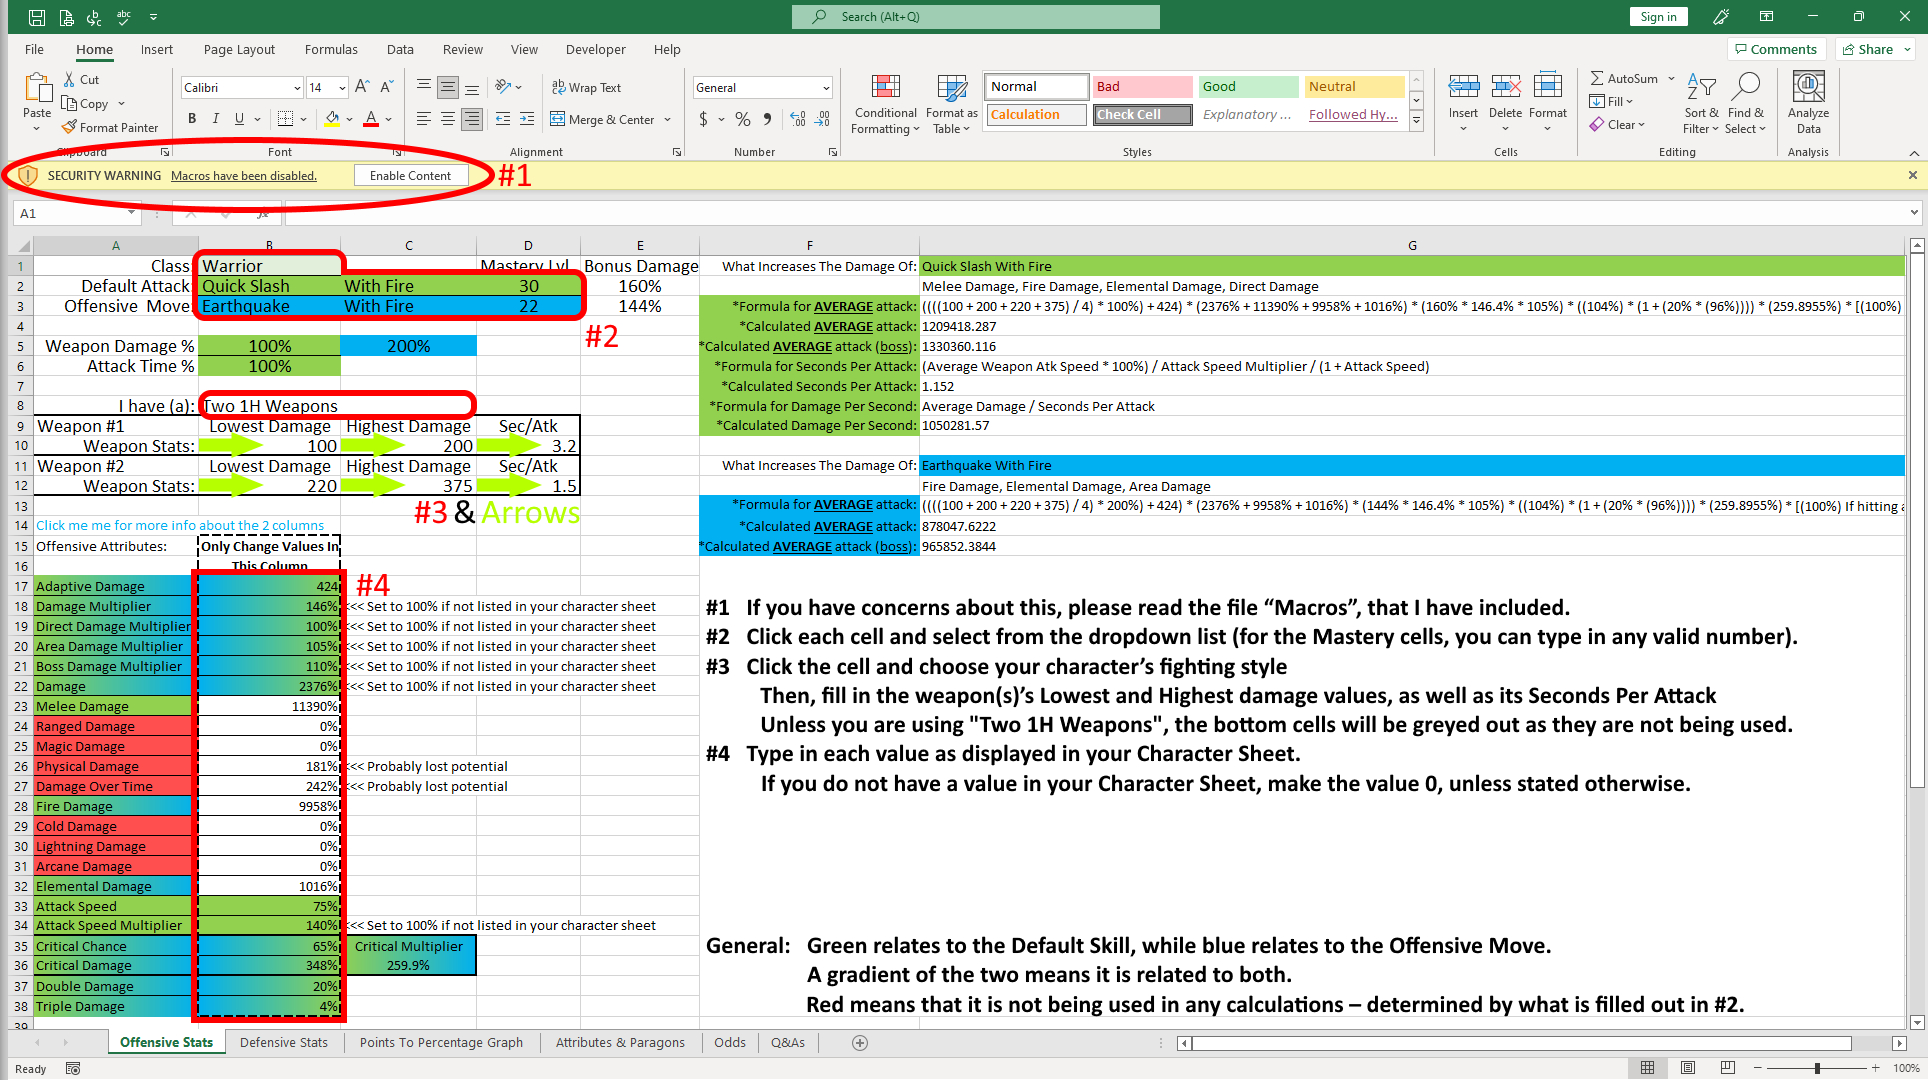 Search (Alt+Q)
Sign in
File Home Insert Page Layout Formulas Data Review View Developer Help
Comments Share
Paste
Cut
Copy
Format Painter
Clipboard
Calibri 14
B I U
Font
Wrap Text
Merge & Center
Alignment
General
$ %
Number
Conditional Formatting
Format as Table
Normal Bad Good Neutral
Calculation Check Cell Explanatory ... Followed Hy...
Styles
Insert Delete Format
Cells
AutoSum
Fill
Clear
Sort & Filter
Find & Select
Editing
Analyze Data
Analysis
SECURITY WARNING Macros have been disabled. Enable Content #1
A1
A B C D E F G
1 Class: Warrior Mastery Lvl Bonus Damage What Increases The Damage Of: Quick Slash With Fire
2 Default Attack: Quick Slash With Fire 30 160% Melee Damage, Fire Damage, Elemental Damage, Direct Damage
3 Offensive Move: Earthquake With Fire 22 144% *Formula for AVERAGE attack: ((((100 + 200 + 220 + 375) / 4) * 100%) + 424) * (2376% + 11390% + 9958% + 1016%) * (160% * 146.4% * 105%) * ((104%) * (1 + (20% * (96%)))) * (259.8955%) * [(100%)
4 #2 *Calculated AVERAGE attack: 1209418.287
5 Weapon Damage % 100% 200% *Calculated AVERAGE attack (boss): 1330360.116
6 Attack Time % 100% *Formula for Seconds Per Attack: (Average Weapon Atk Speed * 100%) / Attack Speed Multiplier / (1 + Attack Speed)
7 *Calculated Seconds Per Attack: 1.152
8 I have (a): Two 1H Weapons *Formula for Damage Per Second: Average Damage / Seconds Per Attack
9 Weapon #1 Lowest Damage Highest Damage Sec/Atk *Calculated Damage Per Second: 1050281.57
10 Weapon Stats: 100 200 3.2
11 Weapon #2 Lowest Damage Highest Damage Sec/Atk What Increases The Damage Of: Earthquake With Fire
12 Weapon Stats: 220 375 1.5 Fire Damage, Elemental Damage, Area Damage
13 #3 & Arrows *Formula for AVERAGE attack: ((((100 + 200 + 220 + 375) / 4) * 200%) + 424) * (2376% + 9958% + 1016%) * (144% * 146.4% * 105%) * ((104%) * (1 + (20% * (96%)))) * (259.8955%) * [(100%) If hitting a
14 Click me me for more info about the 2 columns *Calculated AVERAGE attack: 878047.6222
15 Offensive Attributes: Only Change Values In *Calculated AVERAGE attack (boss): 965852.3844
16 This Column
17 Adaptive Damage 424 #4
18 Damage Multiplier 146% <<< Set to 100% if not listed in your character sheet
19 Direct Damage Multiplier 100% <<< Set to 100% if not listed in your character sheet
20 Area Damage Multiplier 105% <<< Set to 100% if not listed in your character sheet
21 Boss Damage Multiplier 110% <<< Set to 100% if not listed in your character sheet
22 Damage 2376% <<< Set to 100% if not listed in your character sheet
23 Melee Damage 11390%
24 Ranged Damage 0%
25 Magic Damage 0%
26 Physical Damage 181% <<< Probably lost potential
27 Damage Over Time 242% <<< Probably lost potential
28 Fire Damage 9958%
29 Cold Damage 0%
30 Lightning Damage 0%
31 Arcane Damage 0%
32 Elemental Damage 1016%
33 Attack Speed 75%
34 Attack Speed Multiplier 140% <<< Set to 100% if not listed in your character sheet
35 Critical Chance 65% Critical Multiplier
36 Critical Damage 348% 259.9%
37 Double Damage 20%
38 Triple Damage 4%
39
#1 If you have concerns about this, please read the file “Macros”, that I have included.
#2 Click each cell and select from the dropdown list (for the Mastery cells, you can type in any valid number).
#3 Click the cell and choose your character’s fighting style
Then, fill in the weapon(s)’s Lowest and Highest damage values, as well as its Seconds Per Attack
Unless you are using "Two 1H Weapons", the bottom cells will be greyed out as they are not being used.
#4 Type in each value as displayed in your Character Sheet.
If you do not have a value in your Character Sheet, make the value 0, unless stated otherwise.
General: Green relates to the Default Skill, while blue relates to the Offensive Move.
A gradient of the two means it is related to both.
Red means that it is not being used in any calculations – determined by what is filled out in #2.
Offensive Stats Defensive Stats Points To Percentage Graph Attributes & Paragons Odds Q&As
Ready 100%